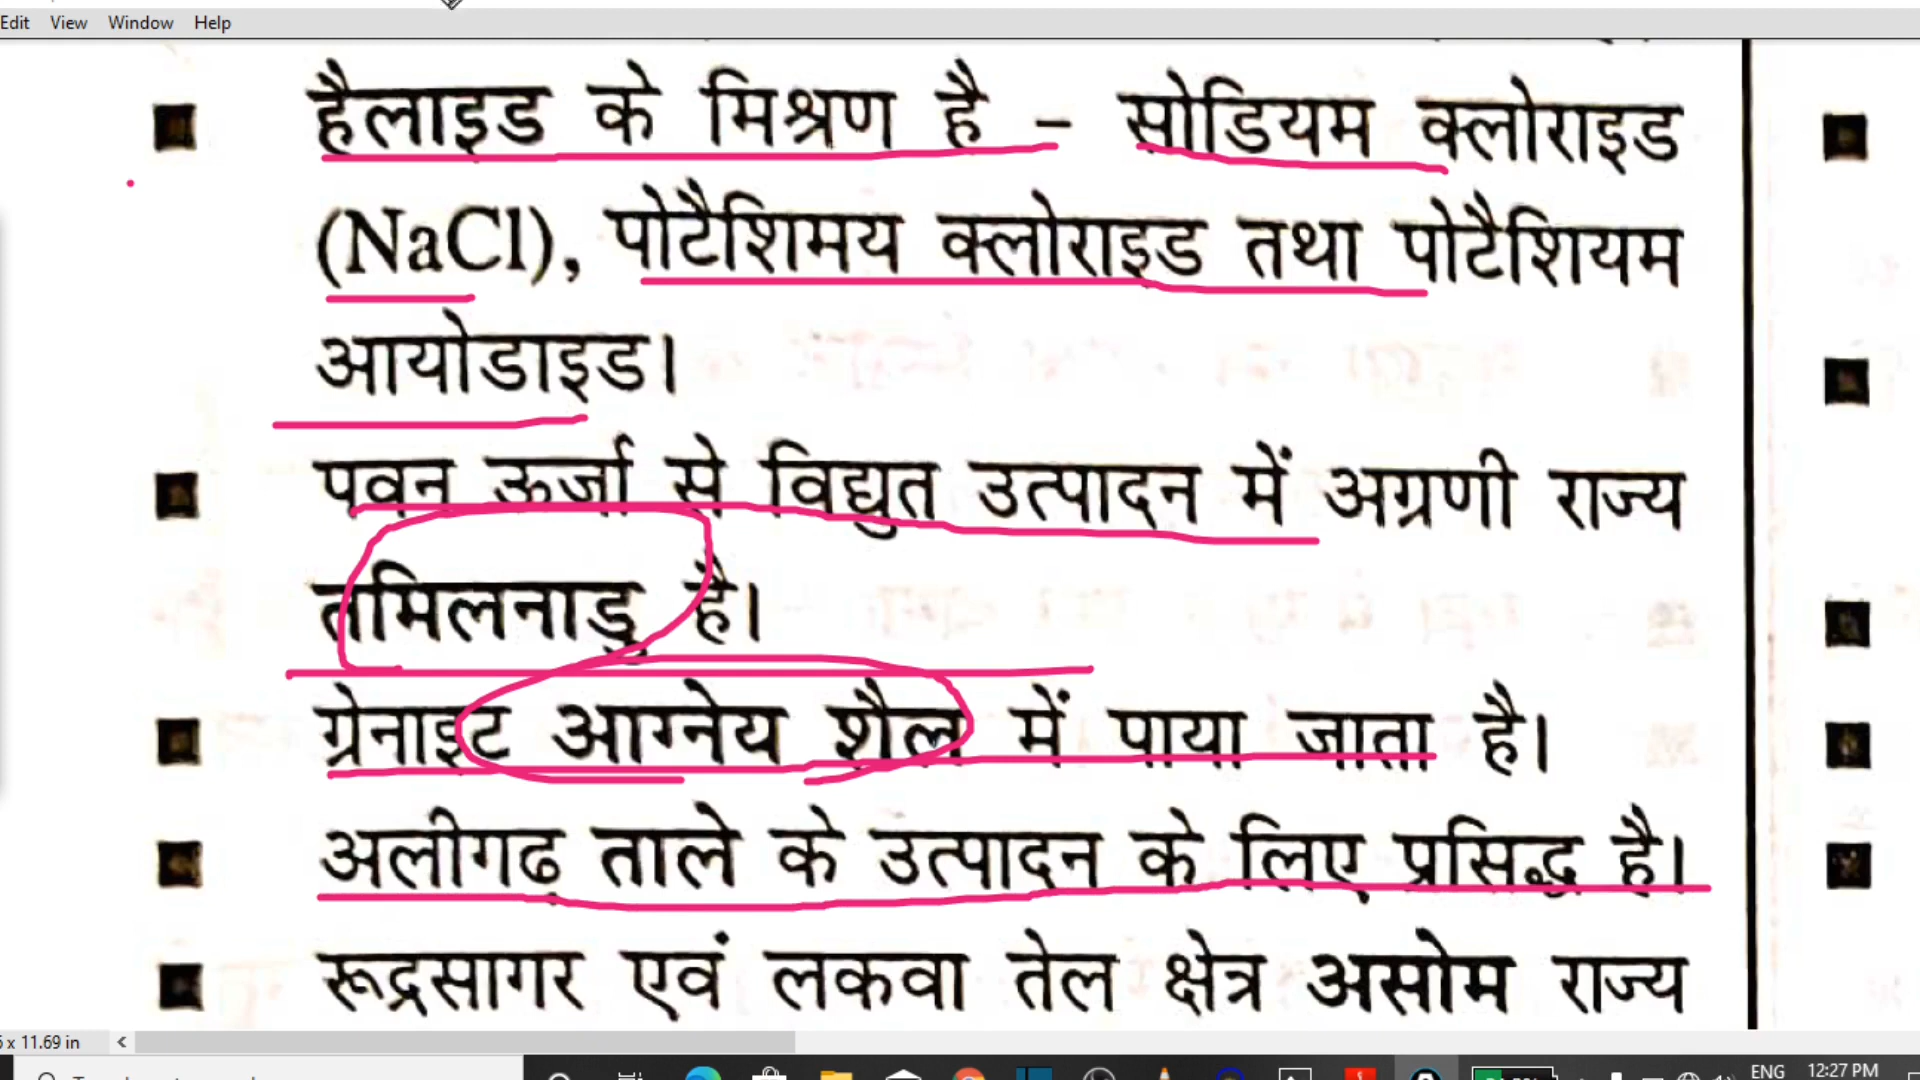 Edit View Window Help
हैलाइड के मिश्रण है – सोडियम क्लोराइड
(NaCl), पोटैशिमय क्लोराइड तथा पोटैशियम
आयोडाइड।
पवन ऊर्जा से विद्युत उत्पादन में अग्रणी राज्य
तमिलनाडु है।
ग्रेनाइट आग्नेय शैल में पाया जाता है।
अलीगढ़ ताले के उत्पादन के लिए प्रसिद्ध है।
रूद्रसागर एवं लकवा तेल क्षेत्र असोम राज्य
x 11.69 in
ENG 12:27 PM